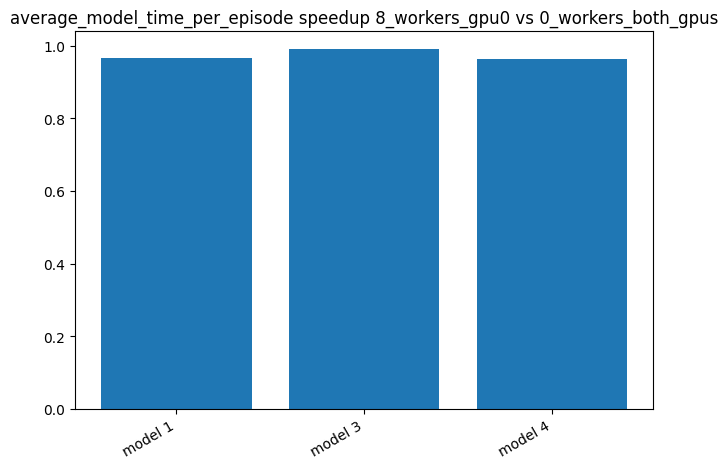 average_model_time_per_episode speedup 8_workers_gpu0 vs 0_workers_both_gpus
1.0
0.8
0.6
0.4
0.2
0.0
model 1
model 3
model 4